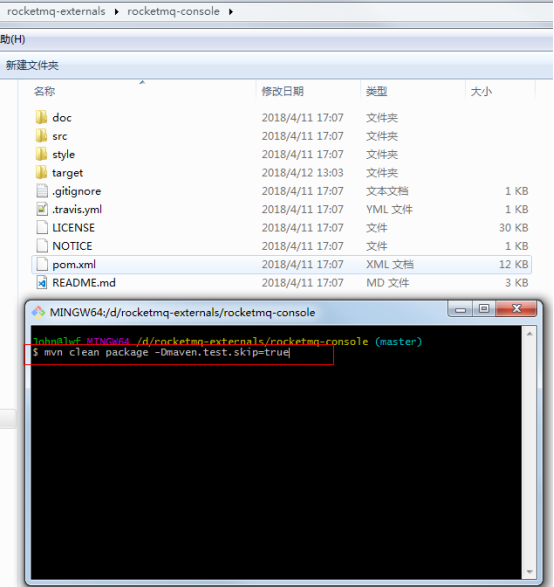 rocketmq-externals ▸ rocketmq-console ▸
助(H)
新建文件夹
名称 修改日期 类型 大小
doc 2018/4/11 17:07 文件夹
src 2018/4/11 17:07 文件夹
style 2018/4/11 17:07 文件夹
target 2018/4/12 13:03 文件夹
.gitignore 2018/4/11 17:07 文本文档 1 KB
.travis.yml 2018/4/11 17:07 YML 文件 1 KB
LICENSE 2018/4/11 17:07 文件 30 KB
NOTICE 2018/4/11 17:07 文件 1 KB
pom.xml 2018/4/11 17:07 XML 文档 12 KB
README.md 2018/4/11 17:07 MD 文件 3 KB
MINGW64:/d/rocketmq-externals/rocketmq-console
John@lwf MINGW64 /d/rocketmq-externals/rocketmq-console (master)
$ mvn clean package -Dmaven.test.skip=true